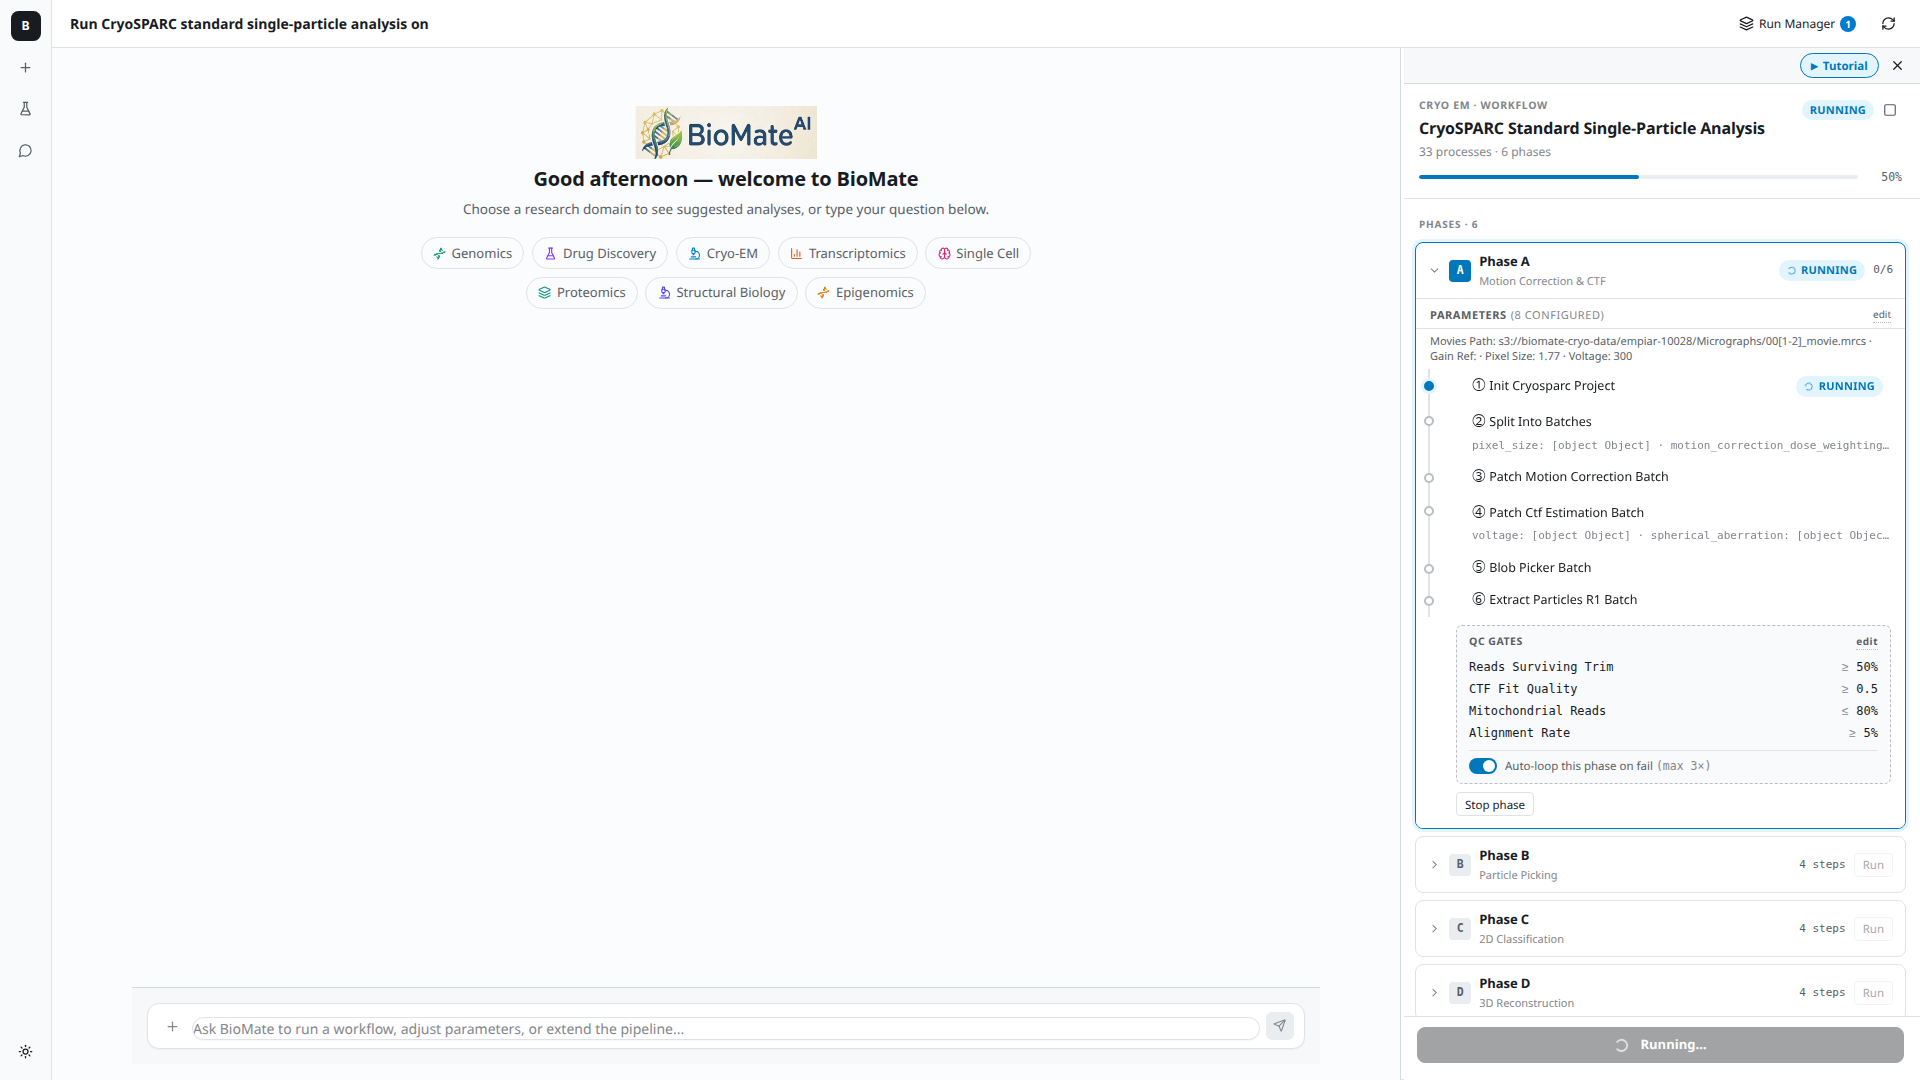 B
Run CryoSPARC standard single-particle analysis on
Run Manager 1
Tutorial
BioMate AI
Good afternoon — welcome to BioMate
Choose a research domain to see suggested analyses, or type your question below.
Genomics
Drug Discovery
Cryo-EM
Transcriptomics
Single Cell
Proteomics
Structural Biology
Epigenomics
Ask BioMate to run a workflow, adjust parameters, or extend the pipeline...
CRYO EM · WORKFLOW
RUNNING
CryoSPARC Standard Single-Particle Analysis
33 processes · 6 phases
50%
PHASES · 6
A
Phase A
Motion Correction & CTF
RUNNING
0/6
PARAMETERS (8 CONFIGURED)
edit
Movies Path: s3://biomate-cryo-data/empiar-10028/Micrographs/00[1-2]_movie.mrcs ·
Gain Ref: · Pixel Size: 1.77 · Voltage: 300
① Init Cryosparc Project
RUNNING
② Split Into Batches
pixel_size: [object Object] · motion_correction_dose_weighting…
③ Patch Motion Correction Batch
④ Patch Ctf Estimation Batch
voltage: [object Object] · spherical_aberration: [object Objec…
⑤ Blob Picker Batch
⑥ Extract Particles R1 Batch
QC GATES
edit
Reads Surviving Trim ≥ 50%
CTF Fit Quality ≥ 0.5
Mitochondrial Reads ≤ 80%
Alignment Rate ≥ 5%
Auto-loop this phase on fail (max 3×)
Stop phase
B
Phase B
Particle Picking
4 steps
Run
C
Phase C
2D Classification
4 steps
Run
D
Phase D
3D Reconstruction
4 steps
Run
Running...